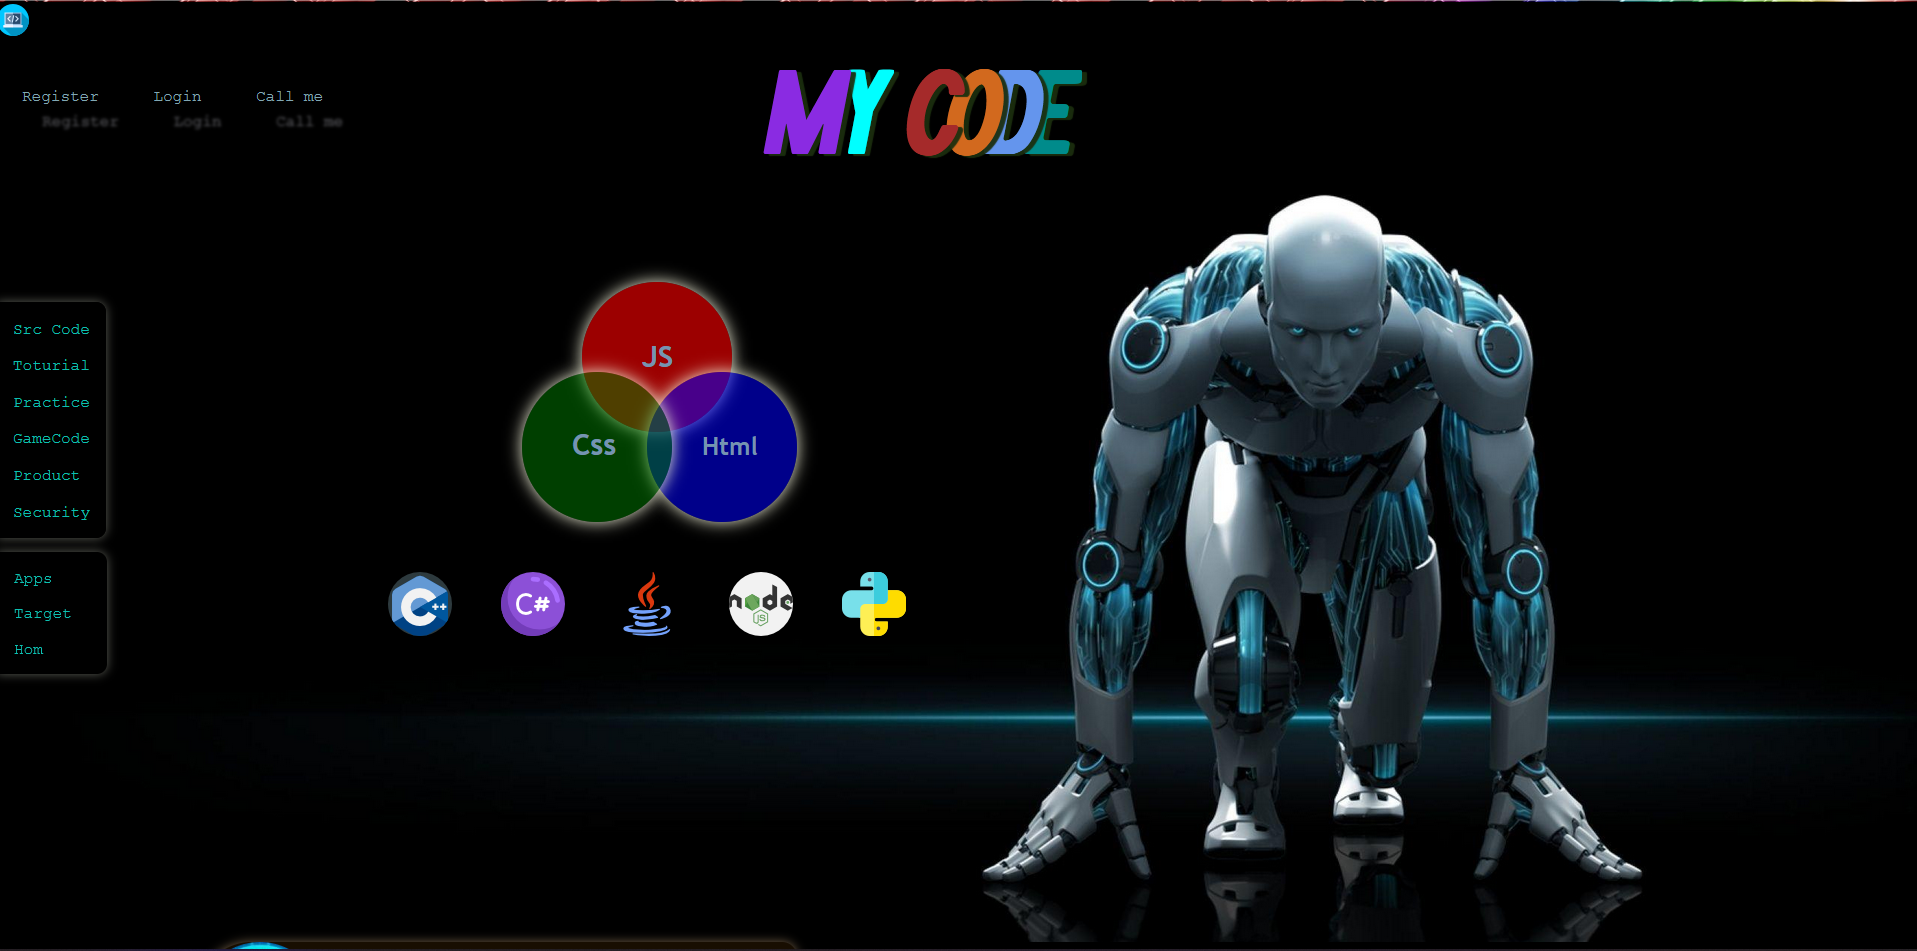 </>
MY CODE
Register Login Call me
Register Login Call me
JS
Css Html
Src Code
Toturial
Practice
GameCode
Product
Security
Apps
Target
Hom
C++ C# node
JS